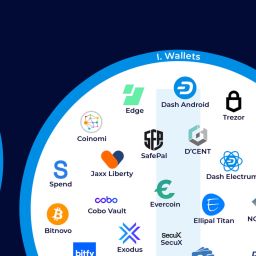 I. Wallets
Edge
Dash Android
Trezor
Coinomi
SafePal
D'CENT
Jaxx Liberty
Dash Electrum
Spend
COBO
Cobo Vault
Evercoin
Ellipal Titan
Bitnovo
Exodus
SecuX
SecuX
bitfy